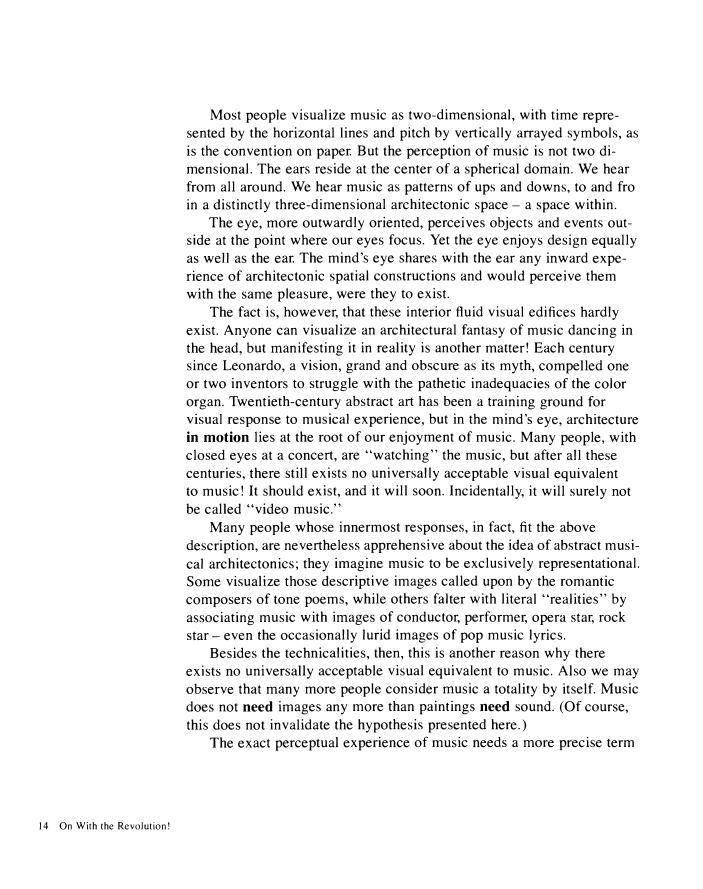 Most people visualize music as two-dimensional, with time repre-
sented by the horizontal lines and pitch by vertically arrayed symbols, as
is the convention on paper. But the perception of music is not two di-
mensional. The ears reside at the center of a spherical domain. We hear
from all around. We hear music as patterns of ups and downs, to and fro
in a distinctly three-dimensional architectonic space – a space within.
The eye, more outwardly oriented, perceives objects and events out-
side at the point where our eyes focus. Yet the eye enjoys design equally
as well as the ear. The mind's eye shares with the ear any inward expe-
rience of architectonic spatial constructions and would perceive them
with the same pleasure, were they to exist.
The fact is, however, that these interior fluid visual edifices hardly
exist. Anyone can visualize an architectural fantasy of music dancing in
the head, but manifesting it in reality is another matter! Each century
since Leonardo, a vision, grand and obscure as its myth, compelled one
or two inventors to struggle with the pathetic inadequacies of the color
organ. Twentieth-century abstract art has been a training ground for
visual response to musical experience, but in the mind's eye, architecture
in motion lies at the root of our enjoyment of music. Many people, with
closed eyes at a concert, are ‘‘watching’’ the music, but after all these
centuries, there still exists no universally acceptable visual equivalent
to music! It should exist, and it will soon. Incidentally, it will surely not
be called ‘‘video music.’’
Many people whose innermost responses, in fact, fit the above
description, are nevertheless apprehensive about the idea of abstract musi-
cal architectonics; they imagine music to be exclusively representational.
Some visualize those descriptive images called upon by the romantic
composers of tone poems, while others falter with literal ‘‘realities’’ by
associating music with images of conductor, performer, opera star, rock
star – even the occasionally lurid images of pop music lyrics.
Besides the technicalities, then, this is another reason why there
exists no universally acceptable visual equivalent to music. Also we may
observe that many more people consider music a totality by itself. Music
does not need images any more than paintings need sound. (Of course,
this does not invalidate the hypothesis presented here.)
The exact perceptual experience of music needs a more precise term
14 On With the Revolution!